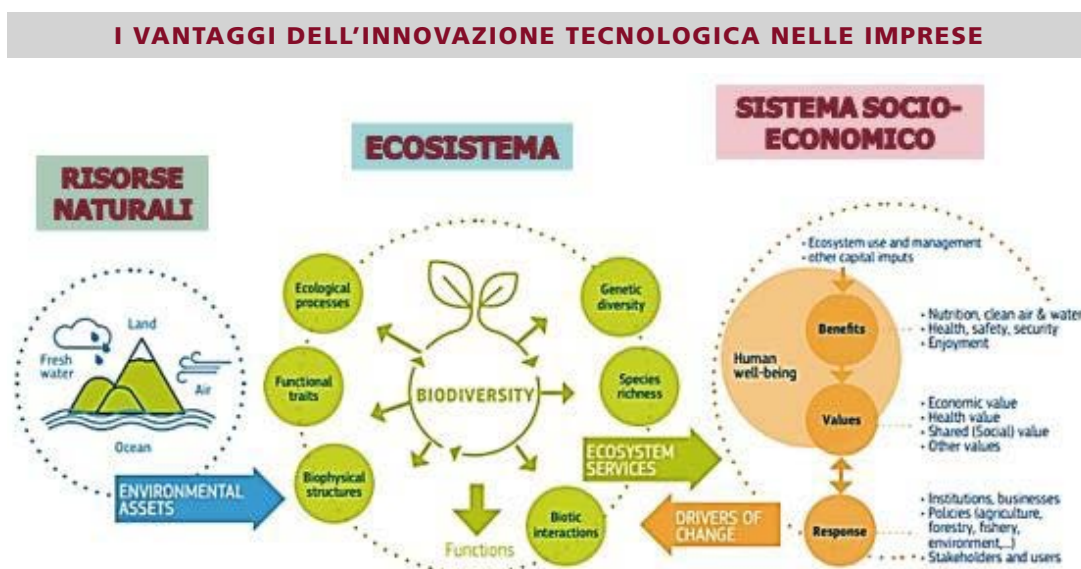 I VANTAGGI DELL'INNOVAZIONE TECNOLOGICA NELLE IMPRESE
RISORSE
NATURALI
ECOSISTEMA
SISTEMA SOCIO-
ECONOMICO
Land
Fresh
water
Air
Ocean
ENVIRONMENTAL
ASSETS
Ecological
processes
Functional
traits
Biophysical
structures
BIODIVERSITY
Functions
Genetic
diversity
Species
richness
Biotic
interactions
ECOSYSTEM
SERVICES
DRIVERS OF
CHANGE
• Ecosystem use and management
• other capital imputs
Human
well-being
Benefits
• Nutrition, clean air & water
• Health, safety, security
• Enjoyment
Values
• Economic value
• Health value
• Shared (Social) value
• Other values
Response
• Institutions, businesses
• Policies (agriculture,
forestry, fishery,
environment,...)
• Stakeholders and users